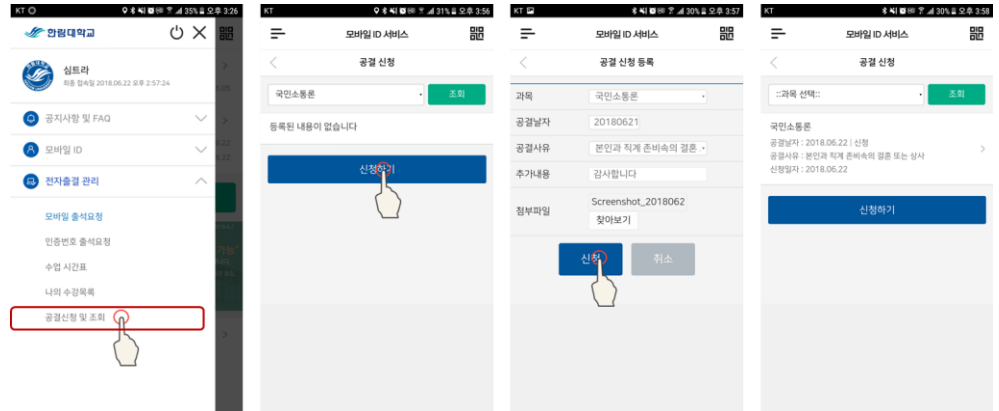 KT
35% 오후 3:26
한림대학교
심트라
최종 접속일 2018.06.22 오후 2:57:24
공지사항 및 FAQ
모바일 ID
전자출결 관리
모바일 출석요청
인증번호 출석요청
수업 시간표
나의 수강목록
공결신청 및 조회
KT
31% 오후 3:56
모바일 ID 서비스
공결 신청
국민소통론
조회
등록된 내용이 없습니다
신청하기
KT
30% 오후 3:57
모바일 ID 서비스
공결 신청 등록
과목 국민소통론
공결날자 20180621
공결사유 본인과 직계 존비속의 결혼
추가내용 감사합니다
첨부파일 Screenshot_2018062
찾아보기
신청 취소
KT
30% 오후 3:58
모바일 ID 서비스
공결 신청
::과목 선택::
조회
국민소통론
공결날자 : 2018.06.22 | 신청
공결사유 : 본인과 직계 존비속의 결혼 또는 상사
신청일자 : 2018.06.22
신청하기